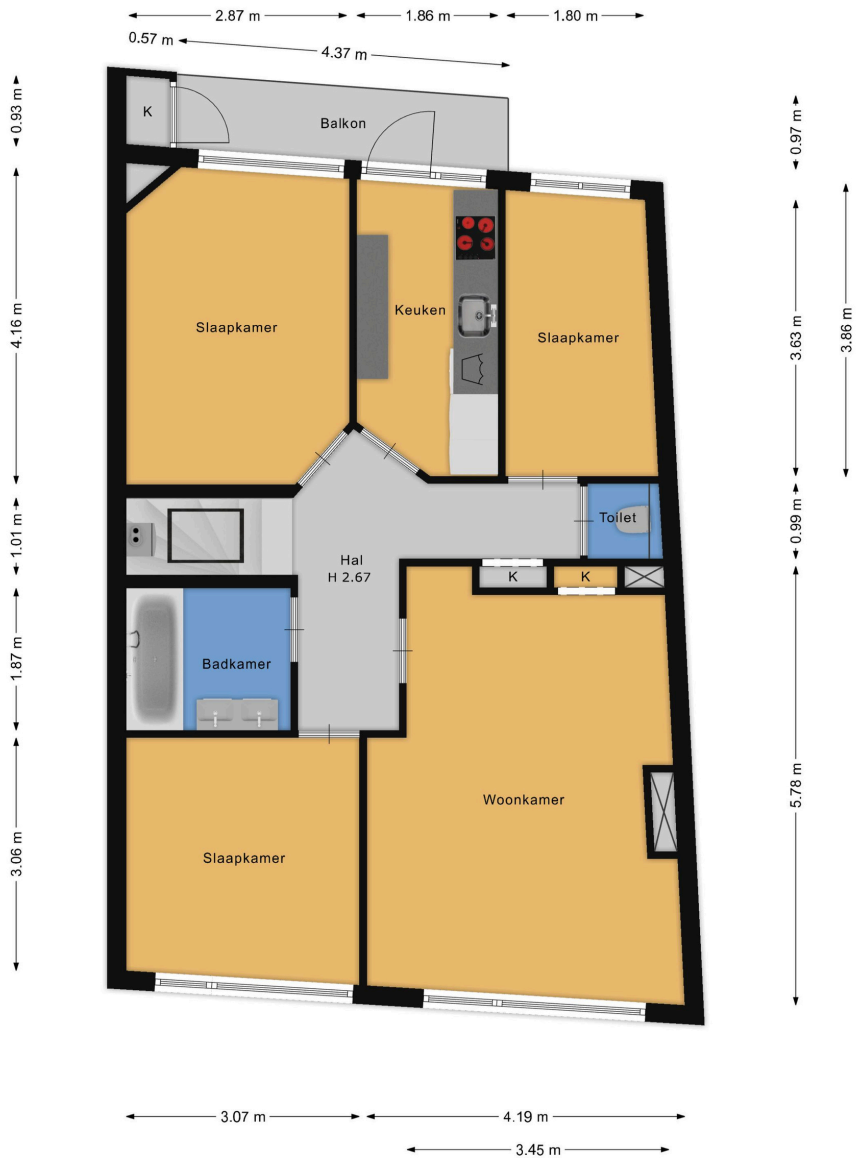 2.87 m
1.86 m
1.80 m
0.57 m
4.37 m
0.93 m
K
Balkon
0.97 m
4.16 m
Slaapkamer
Keuken
Slaapkamer
3.63 m
3.86 m
1.01 m
Toilet
0.99 m
Hal
H 2.67
K
K
1.87 m
Badkamer
Woonkamer
5.78 m
3.06 m
Slaapkamer
3.07 m
4.19 m
3.45 m